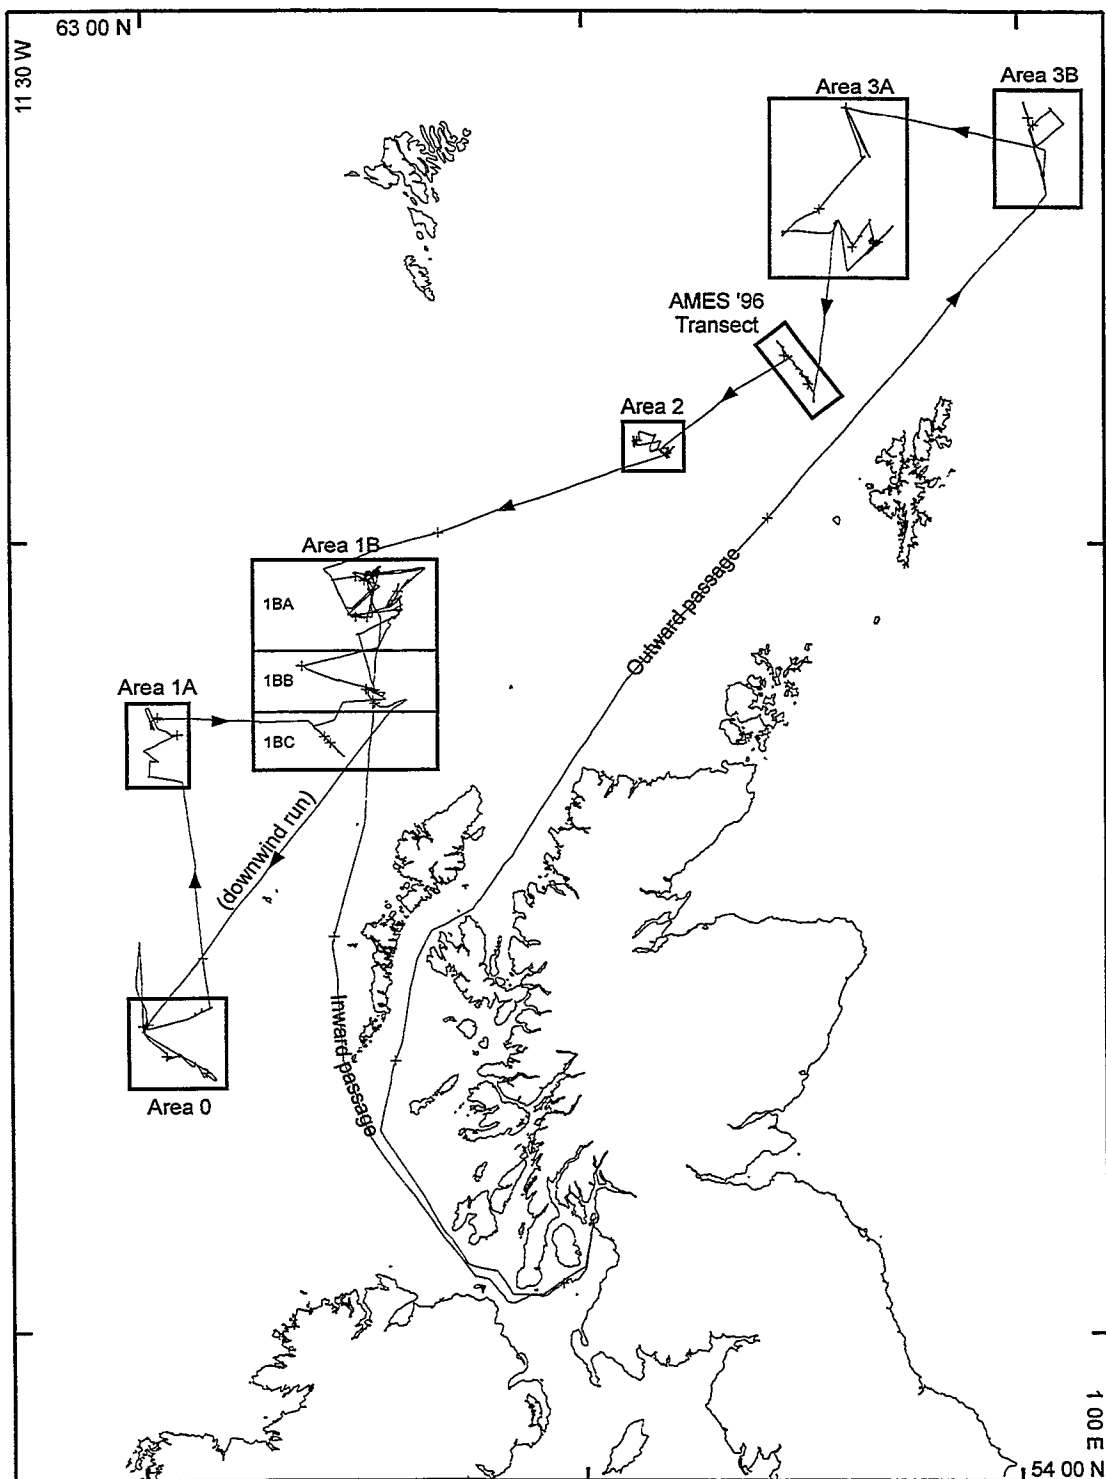 63 00 N
11 30 W
Area 3A
Area 3B
AMES '96
Transect
Area 2
Area 1B
1BA
1BB
1BC
Area 1A
Outward passage
(downwind run)
Inward passage
Area 0
1 00 E
54 00 N